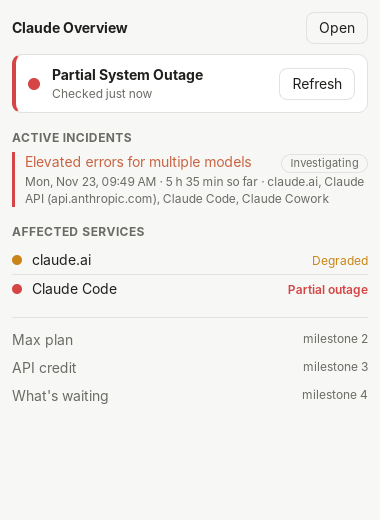 Claude Overview
Open
Partial System Outage
Checked just now
Refresh
ACTIVE INCIDENTS
Elevated errors for multiple models
Investigating
Mon, Nov 23, 09:49 AM · 5 h 35 min so far · claude.ai, Claude
API (api.anthropic.com), Claude Code, Claude Cowork
AFFECTED SERVICES
claude.ai
Degraded
Claude Code
Partial outage
Max plan
milestone 2
API credit
milestone 3
What's waiting
milestone 4